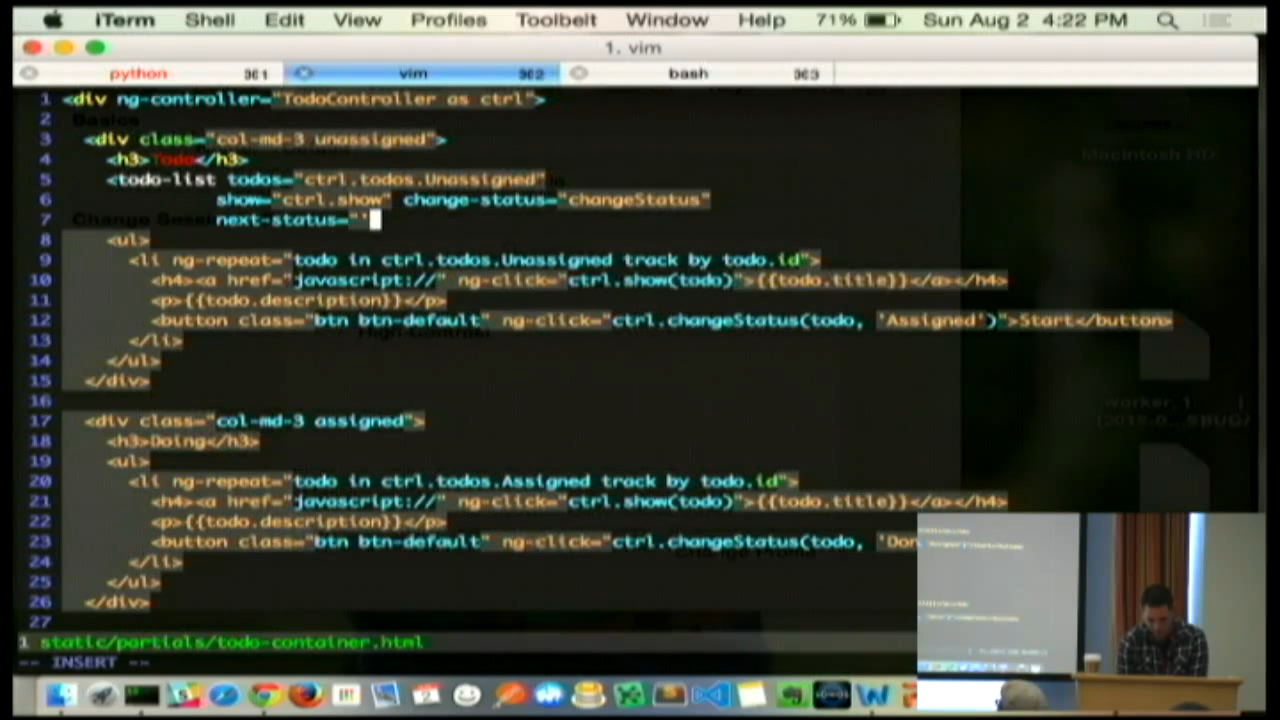 iTerm Shell Edit View Profiles Toolbelt Window Help 71% Sun Aug 2 4:22 PM
1. vim
python ⌘1 vim ⌘2 bash ⌘3
1 <div ng-controller="TodoController as ctrl">
2
3 <div class="col-md-3 unassigned">
4 <h3>Todo</h3>
5 <todo-list todos="ctrl.todos.Unassigned"
6 show="ctrl.show" change-status="changeStatus"
7 next-status="'
8 <ul>
9 <li ng-repeat="todo in ctrl.todos.Unassigned track by todo.id">
10 <h4><a href="javascript://" ng-click="ctrl.show(todo)">{{todo.title}}</a></h4>
11 <p>{{todo.description}}</p>
12 <button class="btn btn-default" ng-click="ctrl.changeStatus(todo, 'Assigned')">Start</button>
13 </li>
14 </ul>
15 </div>
16
17 <div class="col-md-3 assigned">
18 <h3>Doing</h3>
19 <ul>
20 <li ng-repeat="todo in ctrl.todos.Assigned track by todo.id">
21 <h4><a href="javascript://" ng-click="ctrl.show(todo)">{{todo.title}}</a></h4>
22 <p>{{todo.description}}</p>
23 <button class="btn btn-default" ng-click="ctrl.changeStatus(todo, 'Don
24 </li>
25 </ul>
26 </div>
27
1 static/partials/todo-container.html
-- INSERT --